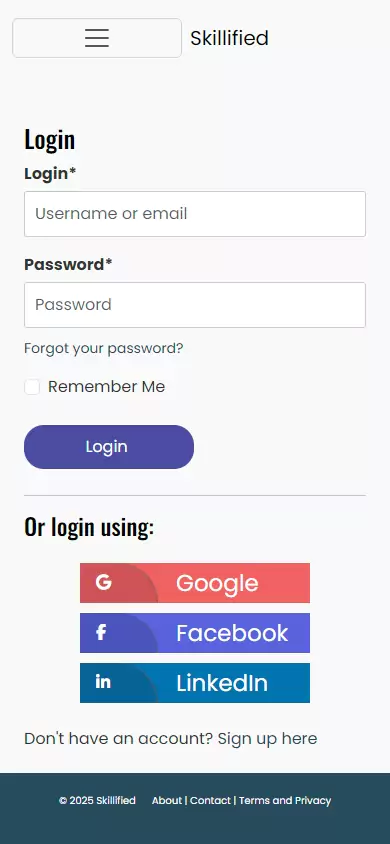 Skillified
Login
Login*
Username or email
Password*
Password
Forgot your password?
Remember Me
Login
Or login using:
Google
Facebook
LinkedIn
Don't have an account? Sign up here
© 2025 Skillified About | Contact | Terms and Privacy